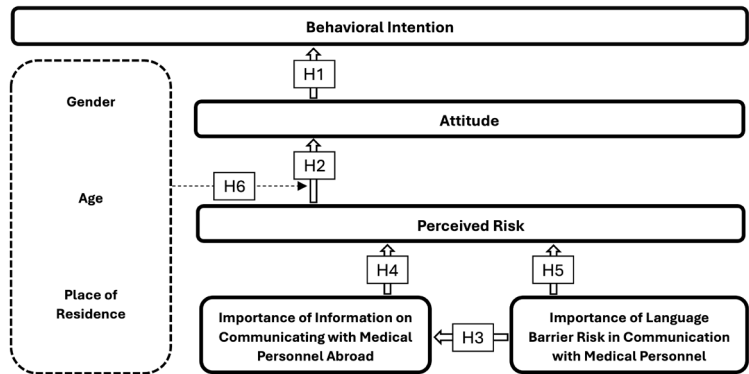 Behavioral Intention
H1
Gender
Attitude
H2
H6
Age
Perceived Risk
H4
H5
Place of
Residence
Importance of Information on
Communicating with Medical
Personnel Abroad
H3
Importance of Language
Barrier Risk in Communication
with Medical Personnel